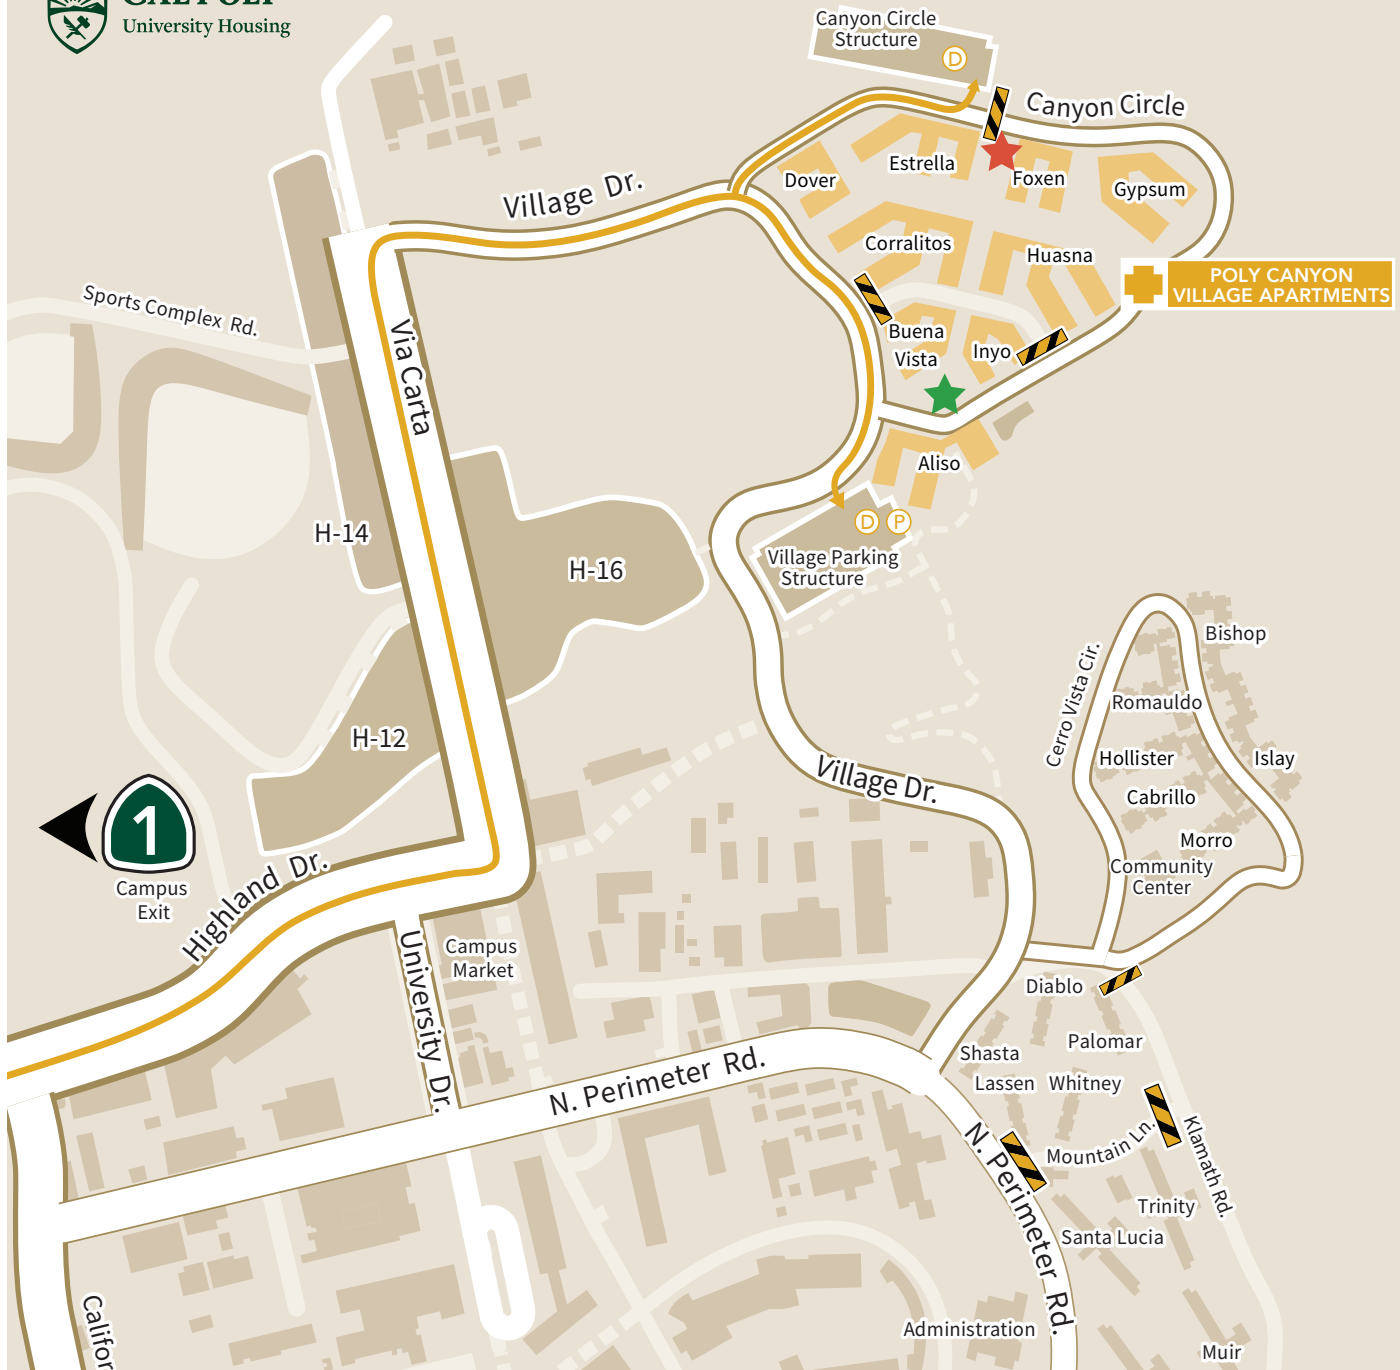 CAL POLY
University Housing
Canyon Circle
Structure
D
Canyon Circle
Estrella
Foxen
Dover
Gypsum
Village Dr.
Corralitos
Huasna
POLY CANYON
VILLAGE APARTMENTS
Sports Complex Rd.
Via Carta
Buena
Vista
Inyo
Aliso
H-14
D
P
Village Parking
Structure
H-16
Bishop
Cerro Vista Cir.
Romauldo
H-12
Hollister
Islay
Village Dr.
Cabrillo
1
Morro
Community
Center
Campus
Exit
Highland Dr.
University Dr.
Campus
Market
Diablo
Palomar
Shasta
Lassen
Whitney
N. Perimeter Rd.
Mountain Ln.
Klamath Rd.
N. Perimeter Rd.
Trinity
Santa Lucia
Califor
Administration
Muir